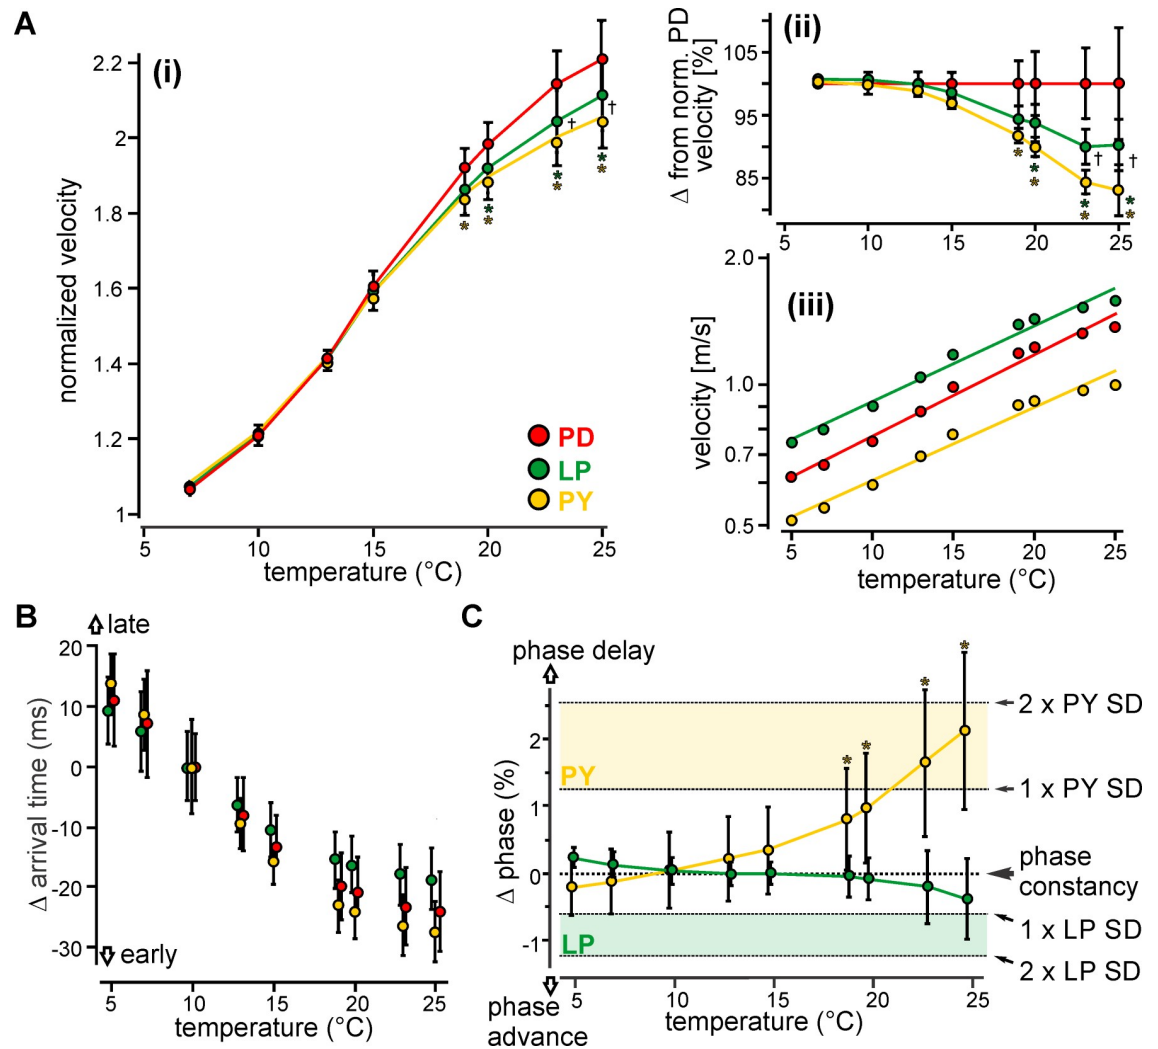 A
(i)
normalized velocity
2.2
2
1.8
1.6
1.4
1.2
1
5
10
15
20
25
temperature (°C)
PD
LP
PY
* * * * * * *
† †
(ii)
Δ from norm. PD
velocity [%]
105
95
85
5
10
15
20
25
* * * * * * *
† †
(iii)
velocity [m/s]
2.0
1.0
0.7
0.5
5
10
15
20
25
temperature (°C)
B
late
Δ arrival time (ms)
20
10
0
-10
-20
-30
early
5
10
15
20
25
temperature (°C)
C
phase delay
Δ phase (%)
2
1
0
-1
PY
LP
* * * *
2 x PY SD
1 x PY SD
phase
constancy
1 x LP SD
2 x LP SD
phase
advance
5
10
15
20
25
temperature (°C)